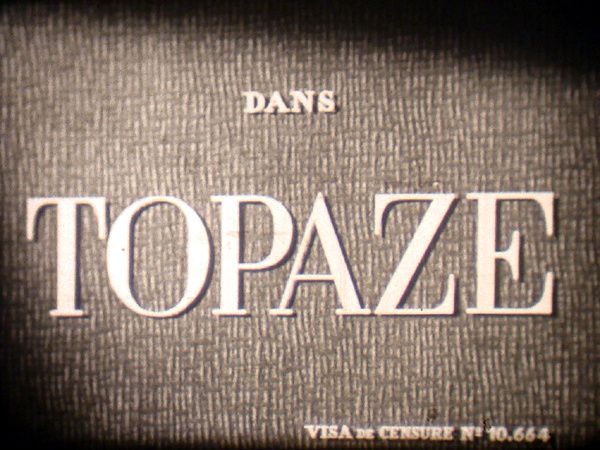 DANS
TOPAZE
VISA DE CENSURE Nº 10.664